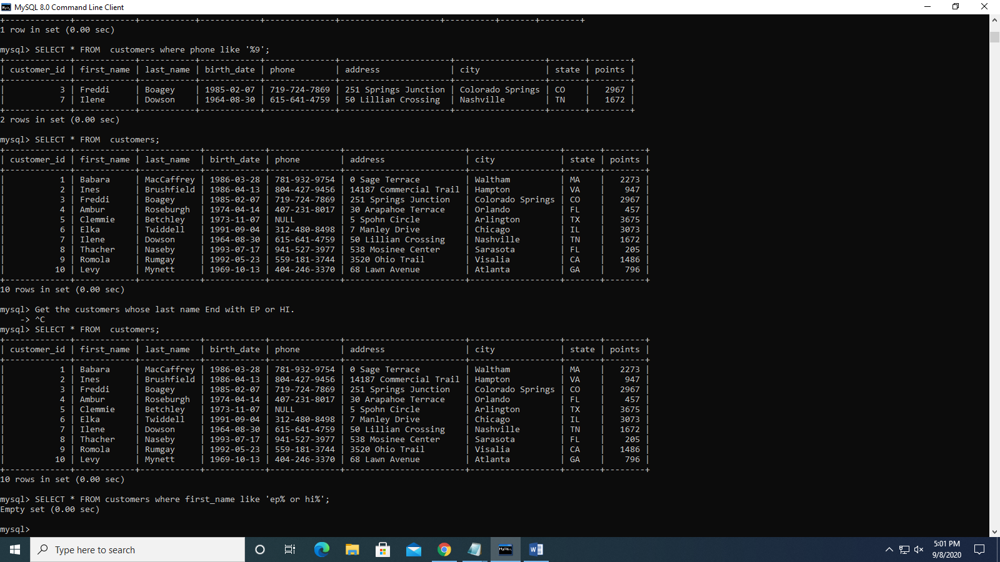 MySQL 8.0 Command Line Client
+-------------+------------+-----------+------------+--------------+--------------------+----------+-------+--------+
1 row in set (0.00 sec)
mysql> SELECT * FROM  customers where phone like '%9';
+-------------+------------+-----------+------------+--------------+----------------------+------------------+-------+--------+
| customer_id | first_name | last_name | birth_date | phone        | address              | city             | state | points |
+-------------+------------+-----------+------------+--------------+----------------------+------------------+-------+--------+
|           3 | Freddi     | Boagey    | 1985-02-07 | 719-724-7869 | 251 Springs Junction | Colorado Springs | CO    |   2967 |
|           7 | Ilene      | Dowson    | 1964-08-30 | 615-641-4759 | 50 Lillian Crossing  | Nashville        | TN    |   1672 |
+-------------+------------+-----------+------------+--------------+----------------------+------------------+-------+--------+
2 rows in set (0.00 sec)
mysql> SELECT * FROM  customers;
+-------------+------------+------------+------------+--------------+------------------------+------------------+-------+--------+
| customer_id | first_name | last_name  | birth_date | phone        | address                | city             | state | points |
+-------------+------------+------------+------------+--------------+------------------------+------------------+-------+--------+
|           1 | Babara     | MacCaffrey | 1986-03-28 | 781-932-9754 | 0 Sage Terrace         | Waltham          | MA    |   2273 |
|           2 | Ines       | Brushfield | 1986-04-13 | 804-427-9456 | 14187 Commercial Trail | Hampton          | VA    |    947 |
|           3 | Freddi     | Boagey     | 1985-02-07 | 719-724-7869 | 251 Springs Junction   | Colorado Springs | CO    |   2967 |
|           4 | Ambur      | Roseburgh  | 1974-04-14 | 407-231-8017 | 30 Arapahoe Terrace    | Orlando          | FL    |    457 |
|           5 | Clemmie    | Betchley   | 1973-11-07 | NULL         | 5 Spohn Circle         | Arlington        | TX    |   3675 |
|           6 | Elka       | Twiddell   | 1991-09-04 | 312-480-8498 | 7 Manley Drive         | Chicago          | IL    |   3073 |
|           7 | Ilene      | Dowson     | 1964-08-30 | 615-641-4759 | 50 Lillian Crossing    | Nashville        | TN    |   1672 |
|           8 | Thacher    | Naseby     | 1993-07-17 | 941-527-3977 | 538 Mosinee Center     | Sarasota         | FL    |    205 |
|           9 | Romola     | Rumgay     | 1992-05-23 | 559-181-3744 | 3520 Ohio Trail        | Visalia          | CA    |   1486 |
|          10 | Levy       | Mynett     | 1969-10-13 | 404-246-3370 | 68 Lawn Avenue         | Atlanta          | GA    |    796 |
+-------------+------------+------------+------------+--------------+------------------------+------------------+-------+--------+
10 rows in set (0.00 sec)
mysql> Get the customers whose last name End with EP or HI.
    -> ^C
mysql> SELECT * FROM  customers;
+-------------+------------+------------+------------+--------------+------------------------+------------------+-------+--------+
| customer_id | first_name | last_name  | birth_date | phone        | address                | city             | state | points |
+-------------+------------+------------+------------+--------------+------------------------+------------------+-------+--------+
|           1 | Babara     | MacCaffrey | 1986-03-28 | 781-932-9754 | 0 Sage Terrace         | Waltham          | MA    |   2273 |
|           2 | Ines       | Brushfield | 1986-04-13 | 804-427-9456 | 14187 Commercial Trail | Hampton          | VA    |    947 |
|           3 | Freddi     | Boagey     | 1985-02-07 | 719-724-7869 | 251 Springs Junction   | Colorado Springs | CO    |   2967 |
|           4 | Ambur      | Roseburgh  | 1974-04-14 | 407-231-8017 | 30 Arapahoe Terrace    | Orlando          | FL    |    457 |
|           5 | Clemmie    | Betchley   | 1973-11-07 | NULL         | 5 Spohn Circle         | Arlington        | TX    |   3675 |
|           6 | Elka       | Twiddell   | 1991-09-04 | 312-480-8498 | 7 Manley Drive         | Chicago          | IL    |   3073 |
|           7 | Ilene      | Dowson     | 1964-08-30 | 615-641-4759 | 50 Lillian Crossing    | Nashville        | TN    |   1672 |
|           8 | Thacher    | Naseby     | 1993-07-17 | 941-527-3977 | 538 Mosinee Center     | Sarasota         | FL    |    205 |
|           9 | Romola     | Rumgay     | 1992-05-23 | 559-181-3744 | 3520 Ohio Trail        | Visalia          | CA    |   1486 |
|          10 | Levy       | Mynett     | 1969-10-13 | 404-246-3370 | 68 Lawn Avenue         | Atlanta          | GA    |    796 |
+-------------+------------+------------+------------+--------------+------------------------+------------------+-------+--------+
10 rows in set (0.00 sec)
mysql> SELECT * FROM customers where first_name like 'ep% or hi%';
Empty set (0.00 sec)
mysql>
Type here to search
5:01 PM
9/8/2020